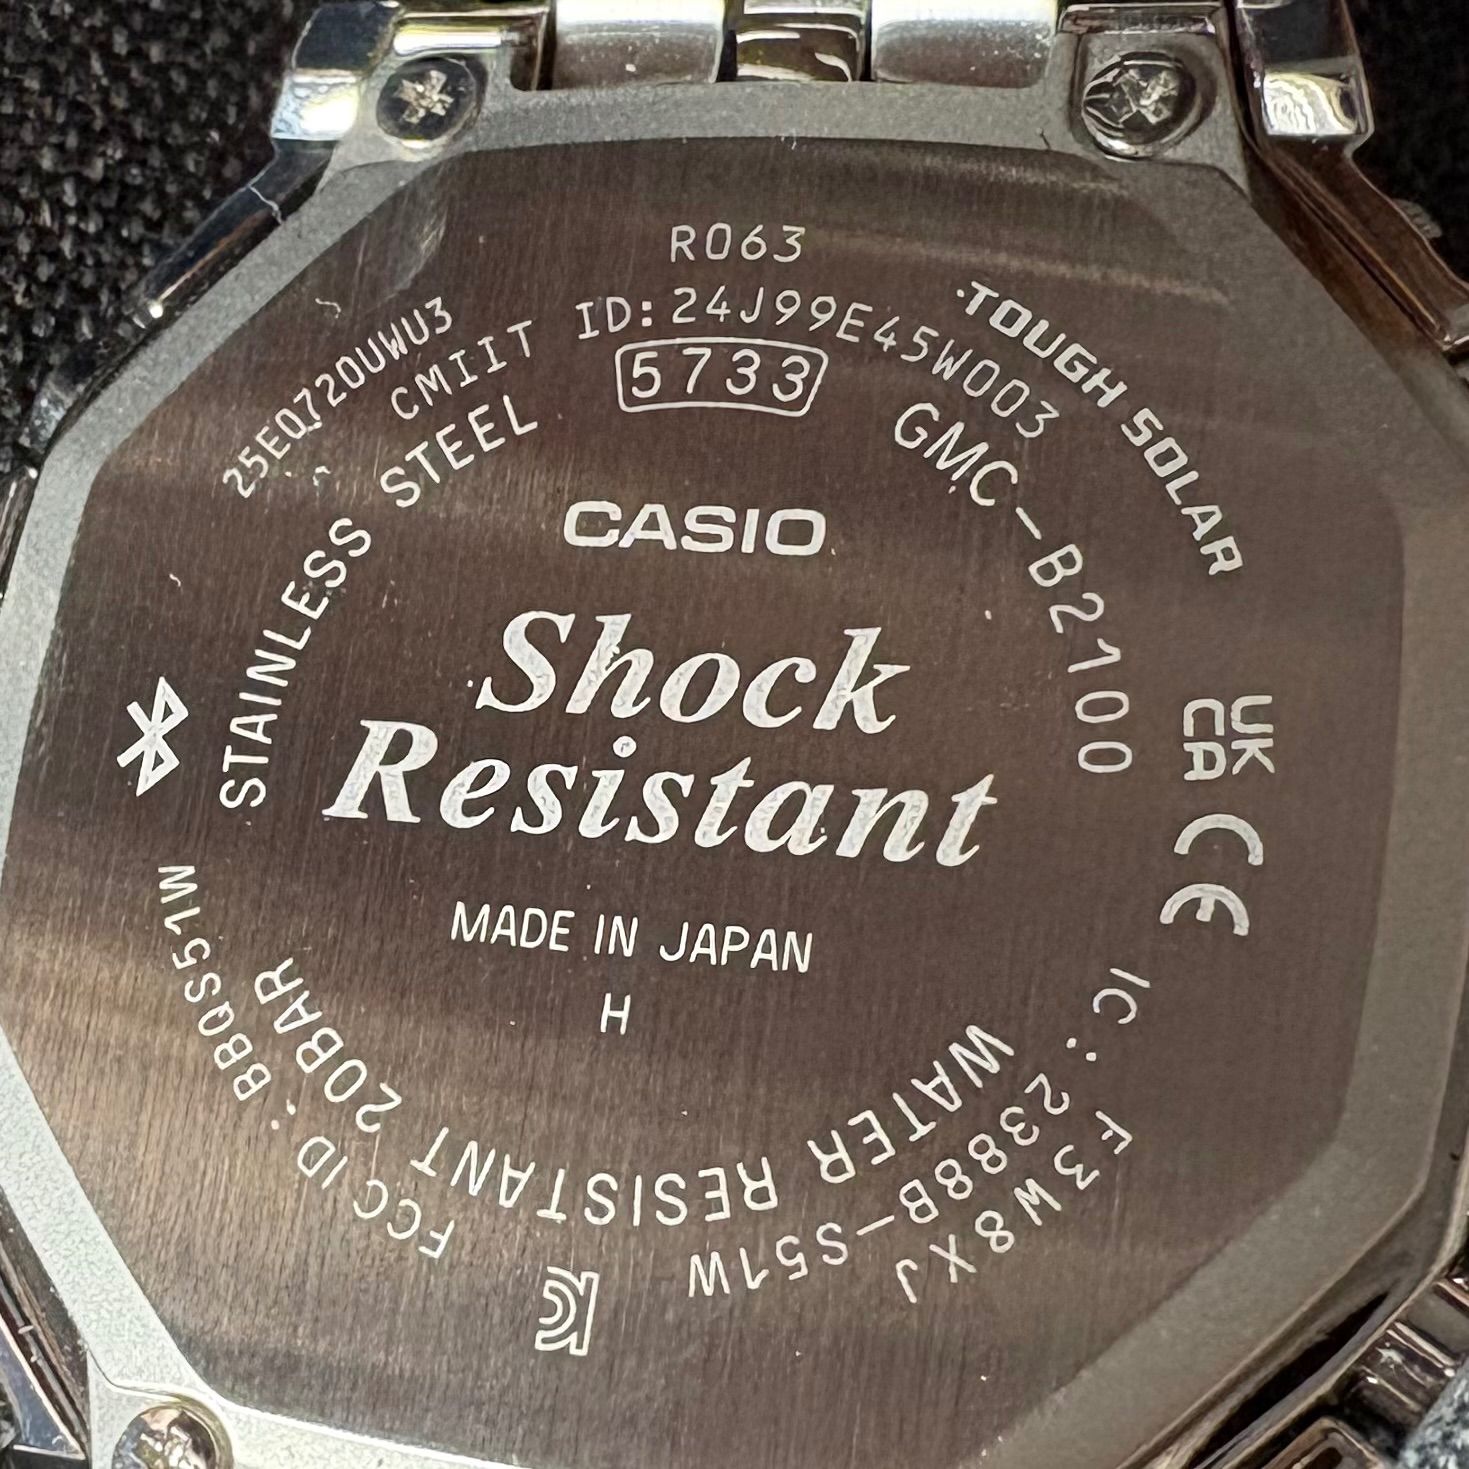 R063
25EQ720UWU3
CMIIT ID:24J99E45W003
TOUGH SOLAR
5733
STAINLESS STEEL
GMC-B2100
CASIO
Shock
Resistant
UK
CA
CE
MADE IN JAPAN
H
WATER RESISTANT 20BAR
FCC ID:BBQS51W
IC:2388B-S51W
F3W8XJ